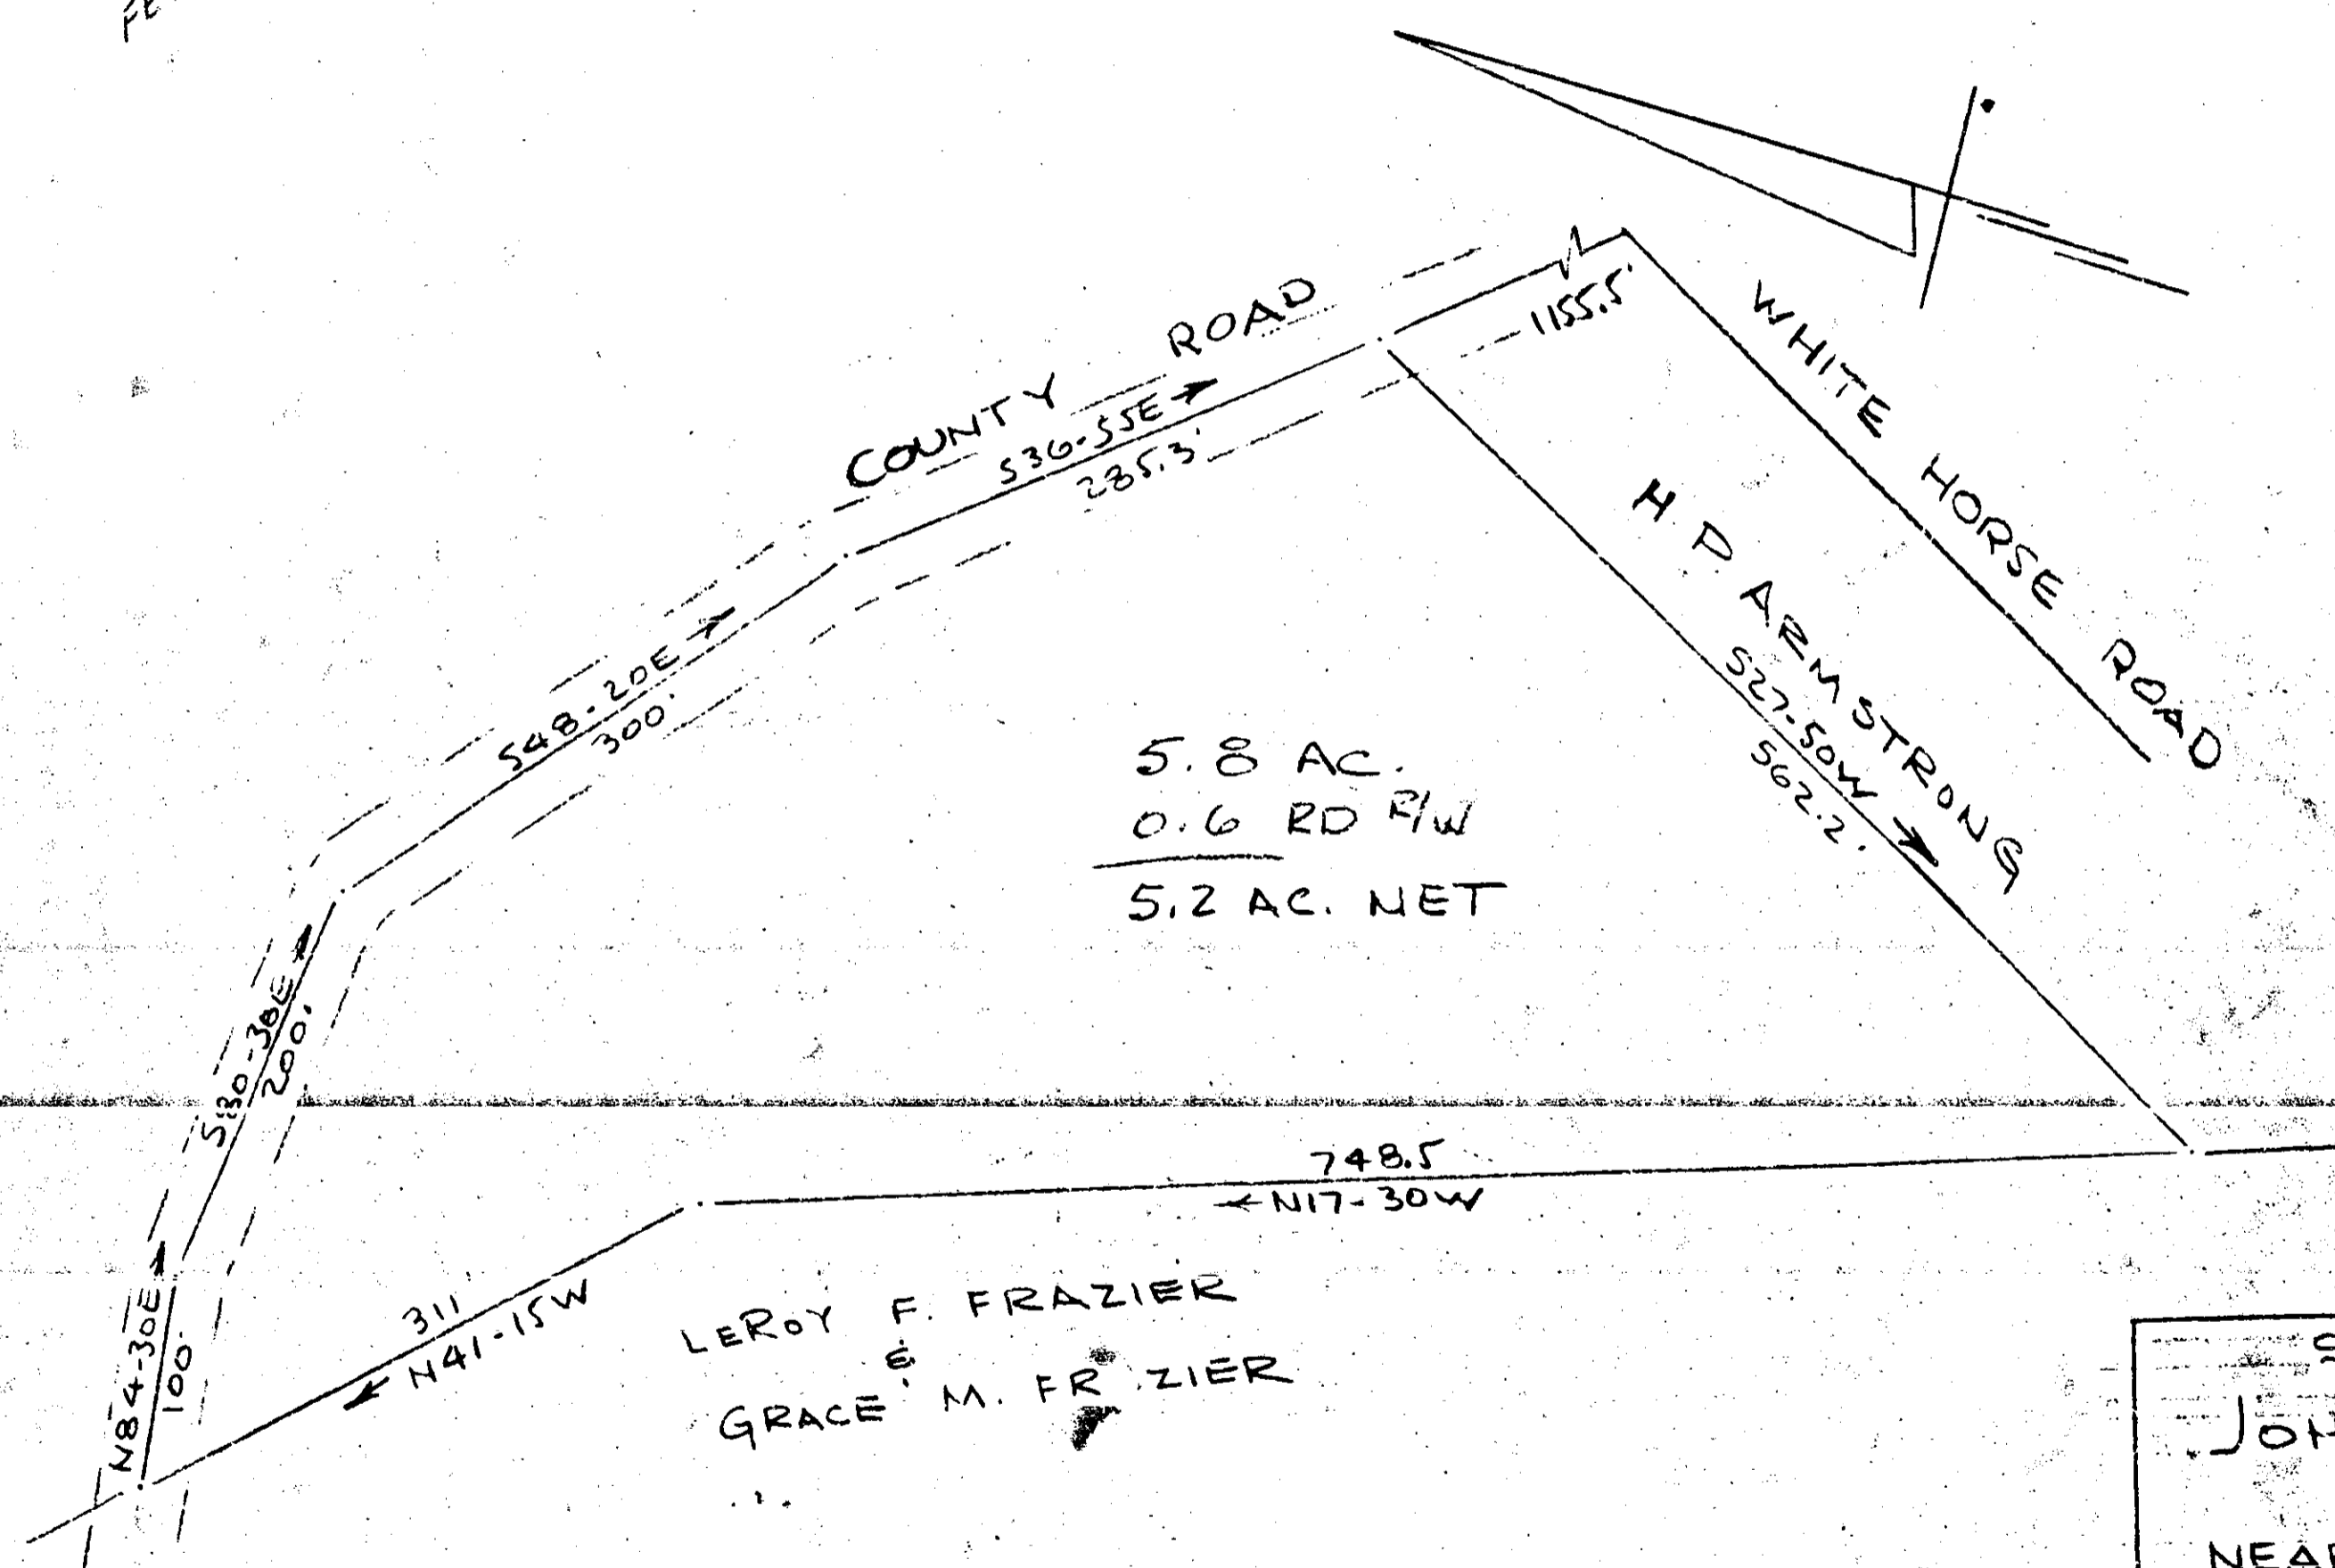 COUNTY ROAD
S36-55E
285.3'
1155.5'
WHITE HORSE ROAD
H P ARMSTRONG
S27-50W
562.2'
S48-20E
300'
5.8 AC.
0.6 RD R/W
5.2 AC. NET
200'
748.5
N17-30W
N84-30E
100'
311
N41-15W
LEROY F. FRAZIER
&
GRACE M. FR ZIER